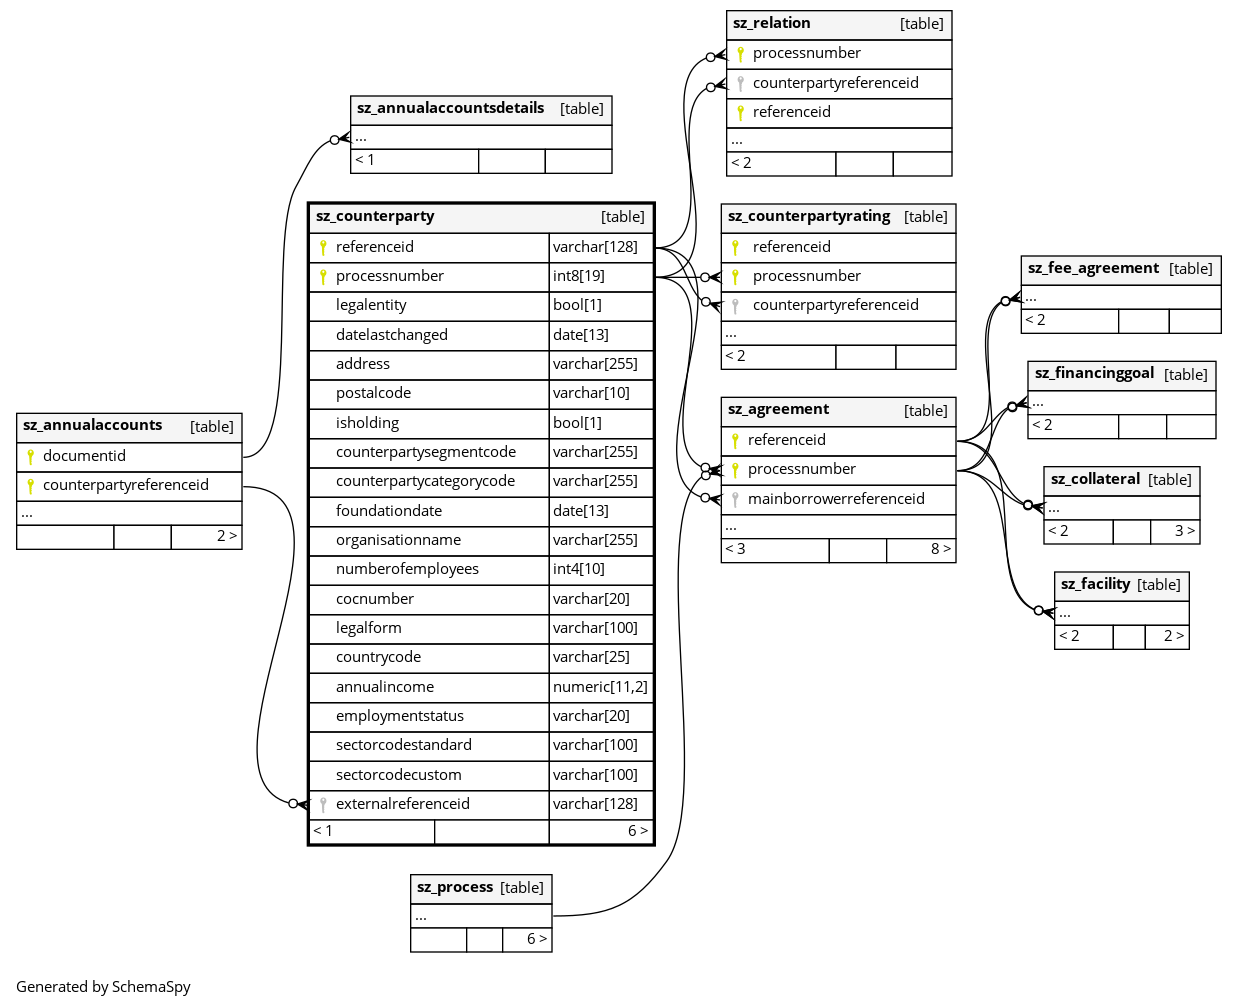 sz_relation [table]
processnumber
counterpartyreferenceid
referenceid
...
< 2
sz_annualaccountsdetails [table]
...
< 1
sz_counterparty [table]
referenceid varchar[128]
processnumber int8[19]
legalentity bool[1]
datelastchanged date[13]
address varchar[255]
postalcode varchar[10]
isholding bool[1]
counterpartysegmentcode varchar[255]
counterpartycategorycode varchar[255]
foundationdate date[13]
organisationname varchar[255]
numberofemployees int4[10]
cocnumber varchar[20]
legalform varchar[100]
countrycode varchar[25]
annualincome numeric[11,2]
employmentstatus varchar[20]
sectorcodestandard varchar[100]
sectorcodecustom varchar[100]
externalreferenceid varchar[128]
< 1 6 >
sz_counterpartyrating [table]
referenceid
processnumber
counterpartyreferenceid
...
< 2
sz_fee_agreement [table]
...
< 2
sz_financinggoal [table]
...
< 2
sz_agreement [table]
referenceid
processnumber
mainborrowerreferenceid
...
< 3 8 >
sz_annualaccounts [table]
documentid
counterpartyreferenceid
...
2 >
sz_collateral [table]
...
< 2 3 >
sz_facility [table]
...
< 2 2 >
sz_process [table]
...
6 >
Generated by SchemaSpy